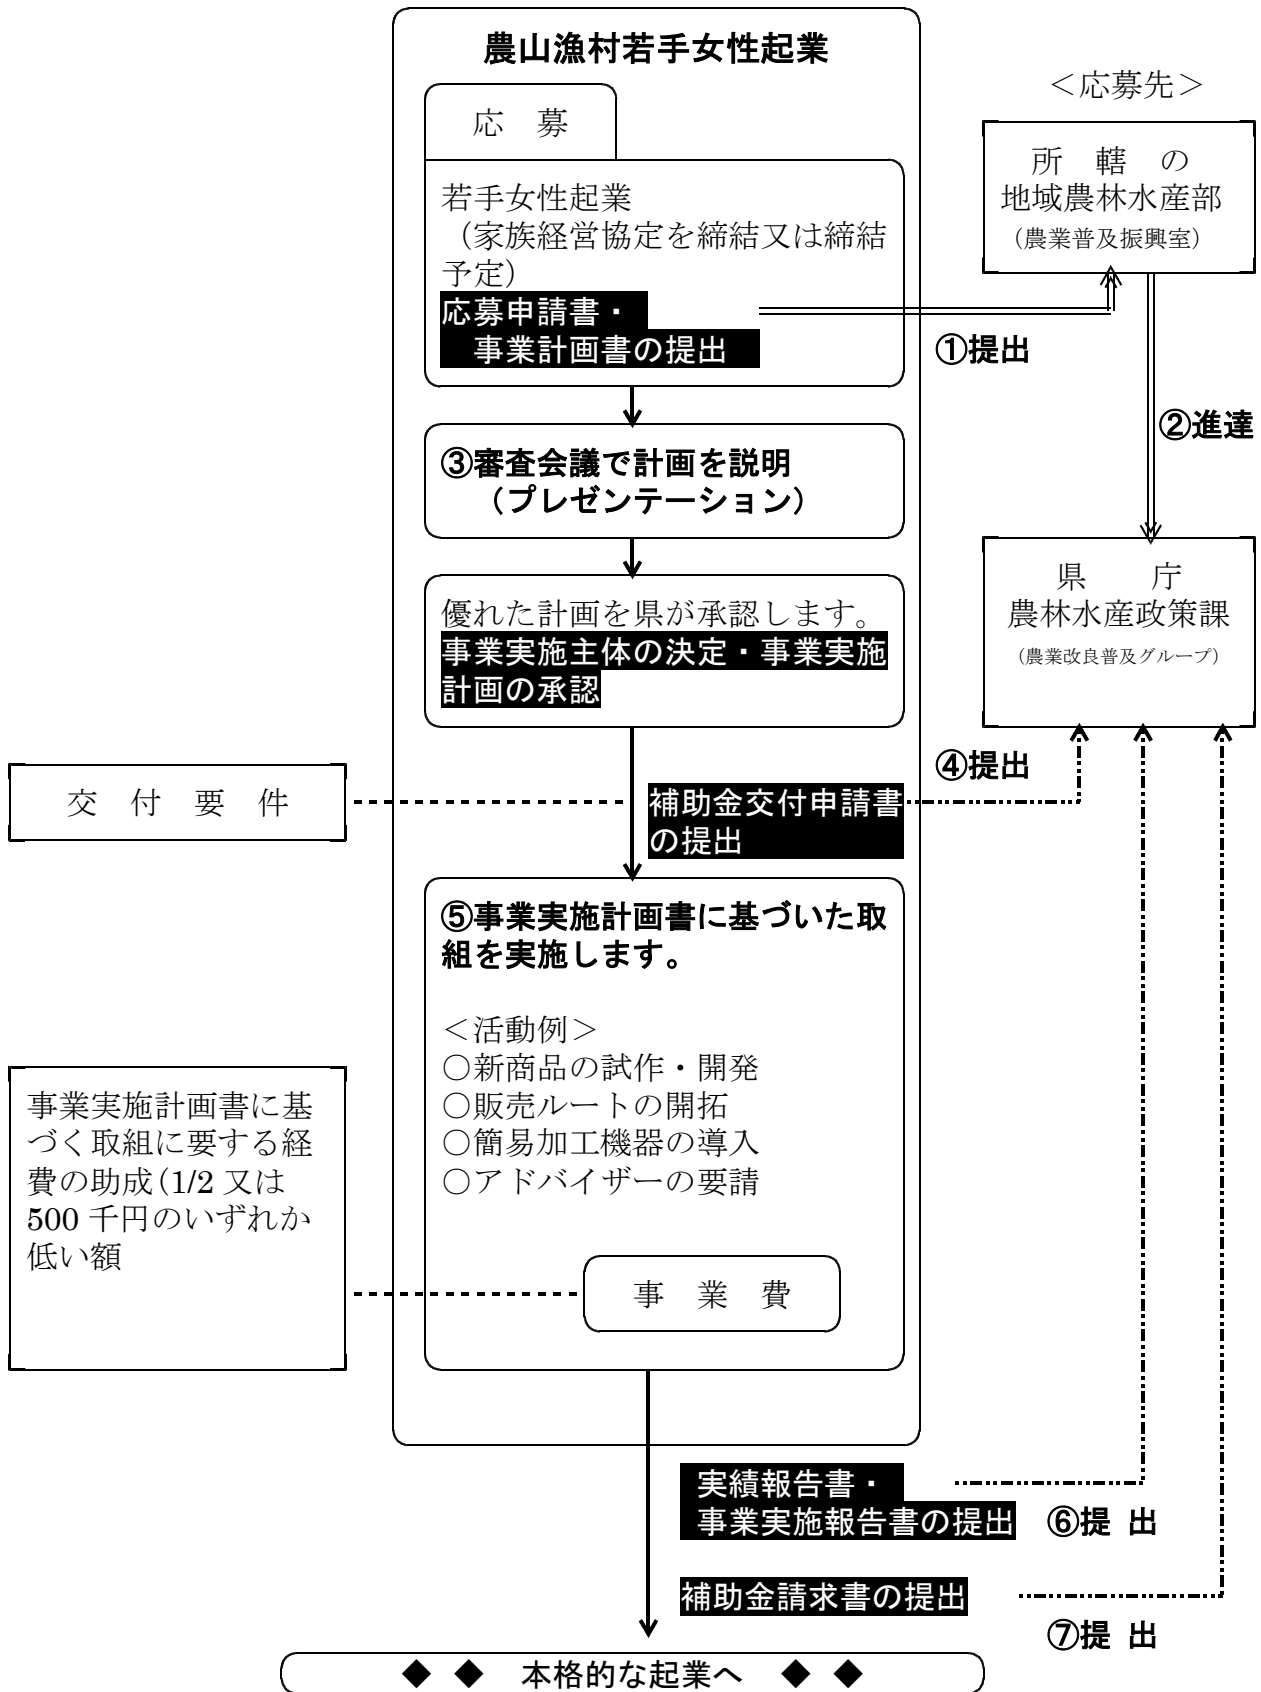 農山漁村若手女性起業
＜応募先＞
応　募
所　轄　の
地域農林水産部
（農業普及振興室）
若手女性起業
（家族経営協定を締結又は締結
予定）
応募申請書・
事業計画書の提出
①提出
②進達
③審査会議で計画を説明
（プレゼンテーション）
県　　庁
農林水産政策課
（農業改良普及グループ）
優れた計画を県が承認します。
事業実施主体の決定・事業実施
計画の承認
④提出
交　付　要　件
補助金交付申請書
の提出
⑤事業実施計画書に基づいた取
組を実施します。
＜活動例＞
○新商品の試作・開発
○販売ルートの開拓
○簡易加工機器の導入
○アドバイザーの要請
事業実施計画書に基
づく取組に要する経
費の助成（1/2 又は
500 千円のいずれか
低い額
事　業　費
実績報告書・
事業実施報告書の提出
⑥提 出
補助金請求書の提出
⑦提 出
◆ ◆　本格的な起業へ　◆ ◆